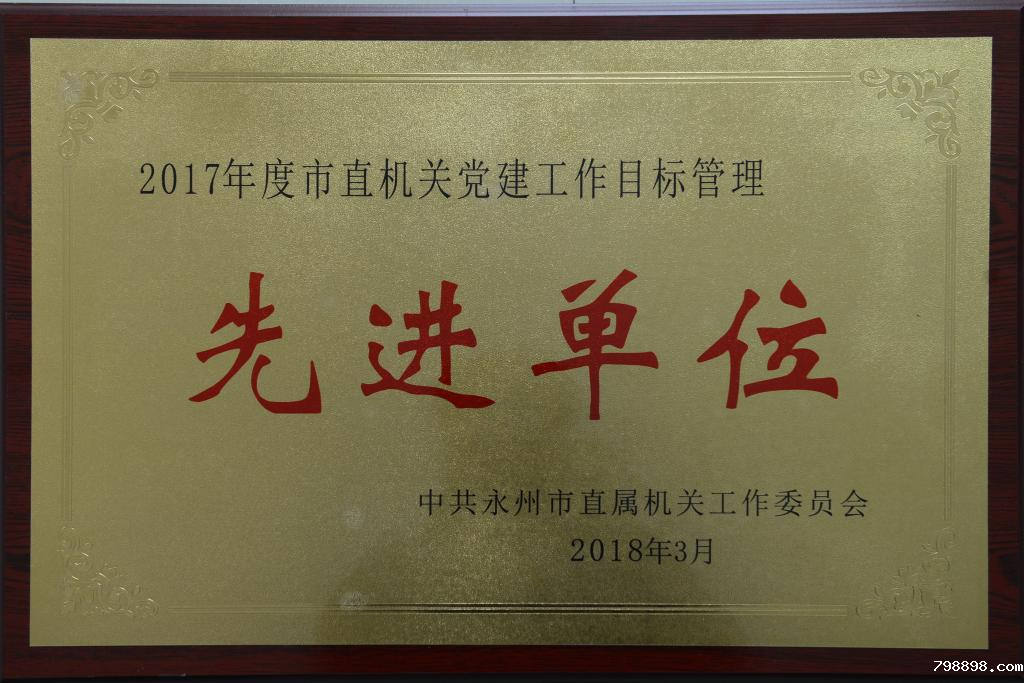 2017年度市直机关党建工作目标管理
先进单位
中共永州市直属机关工作委员会
2018年3月
798898.com